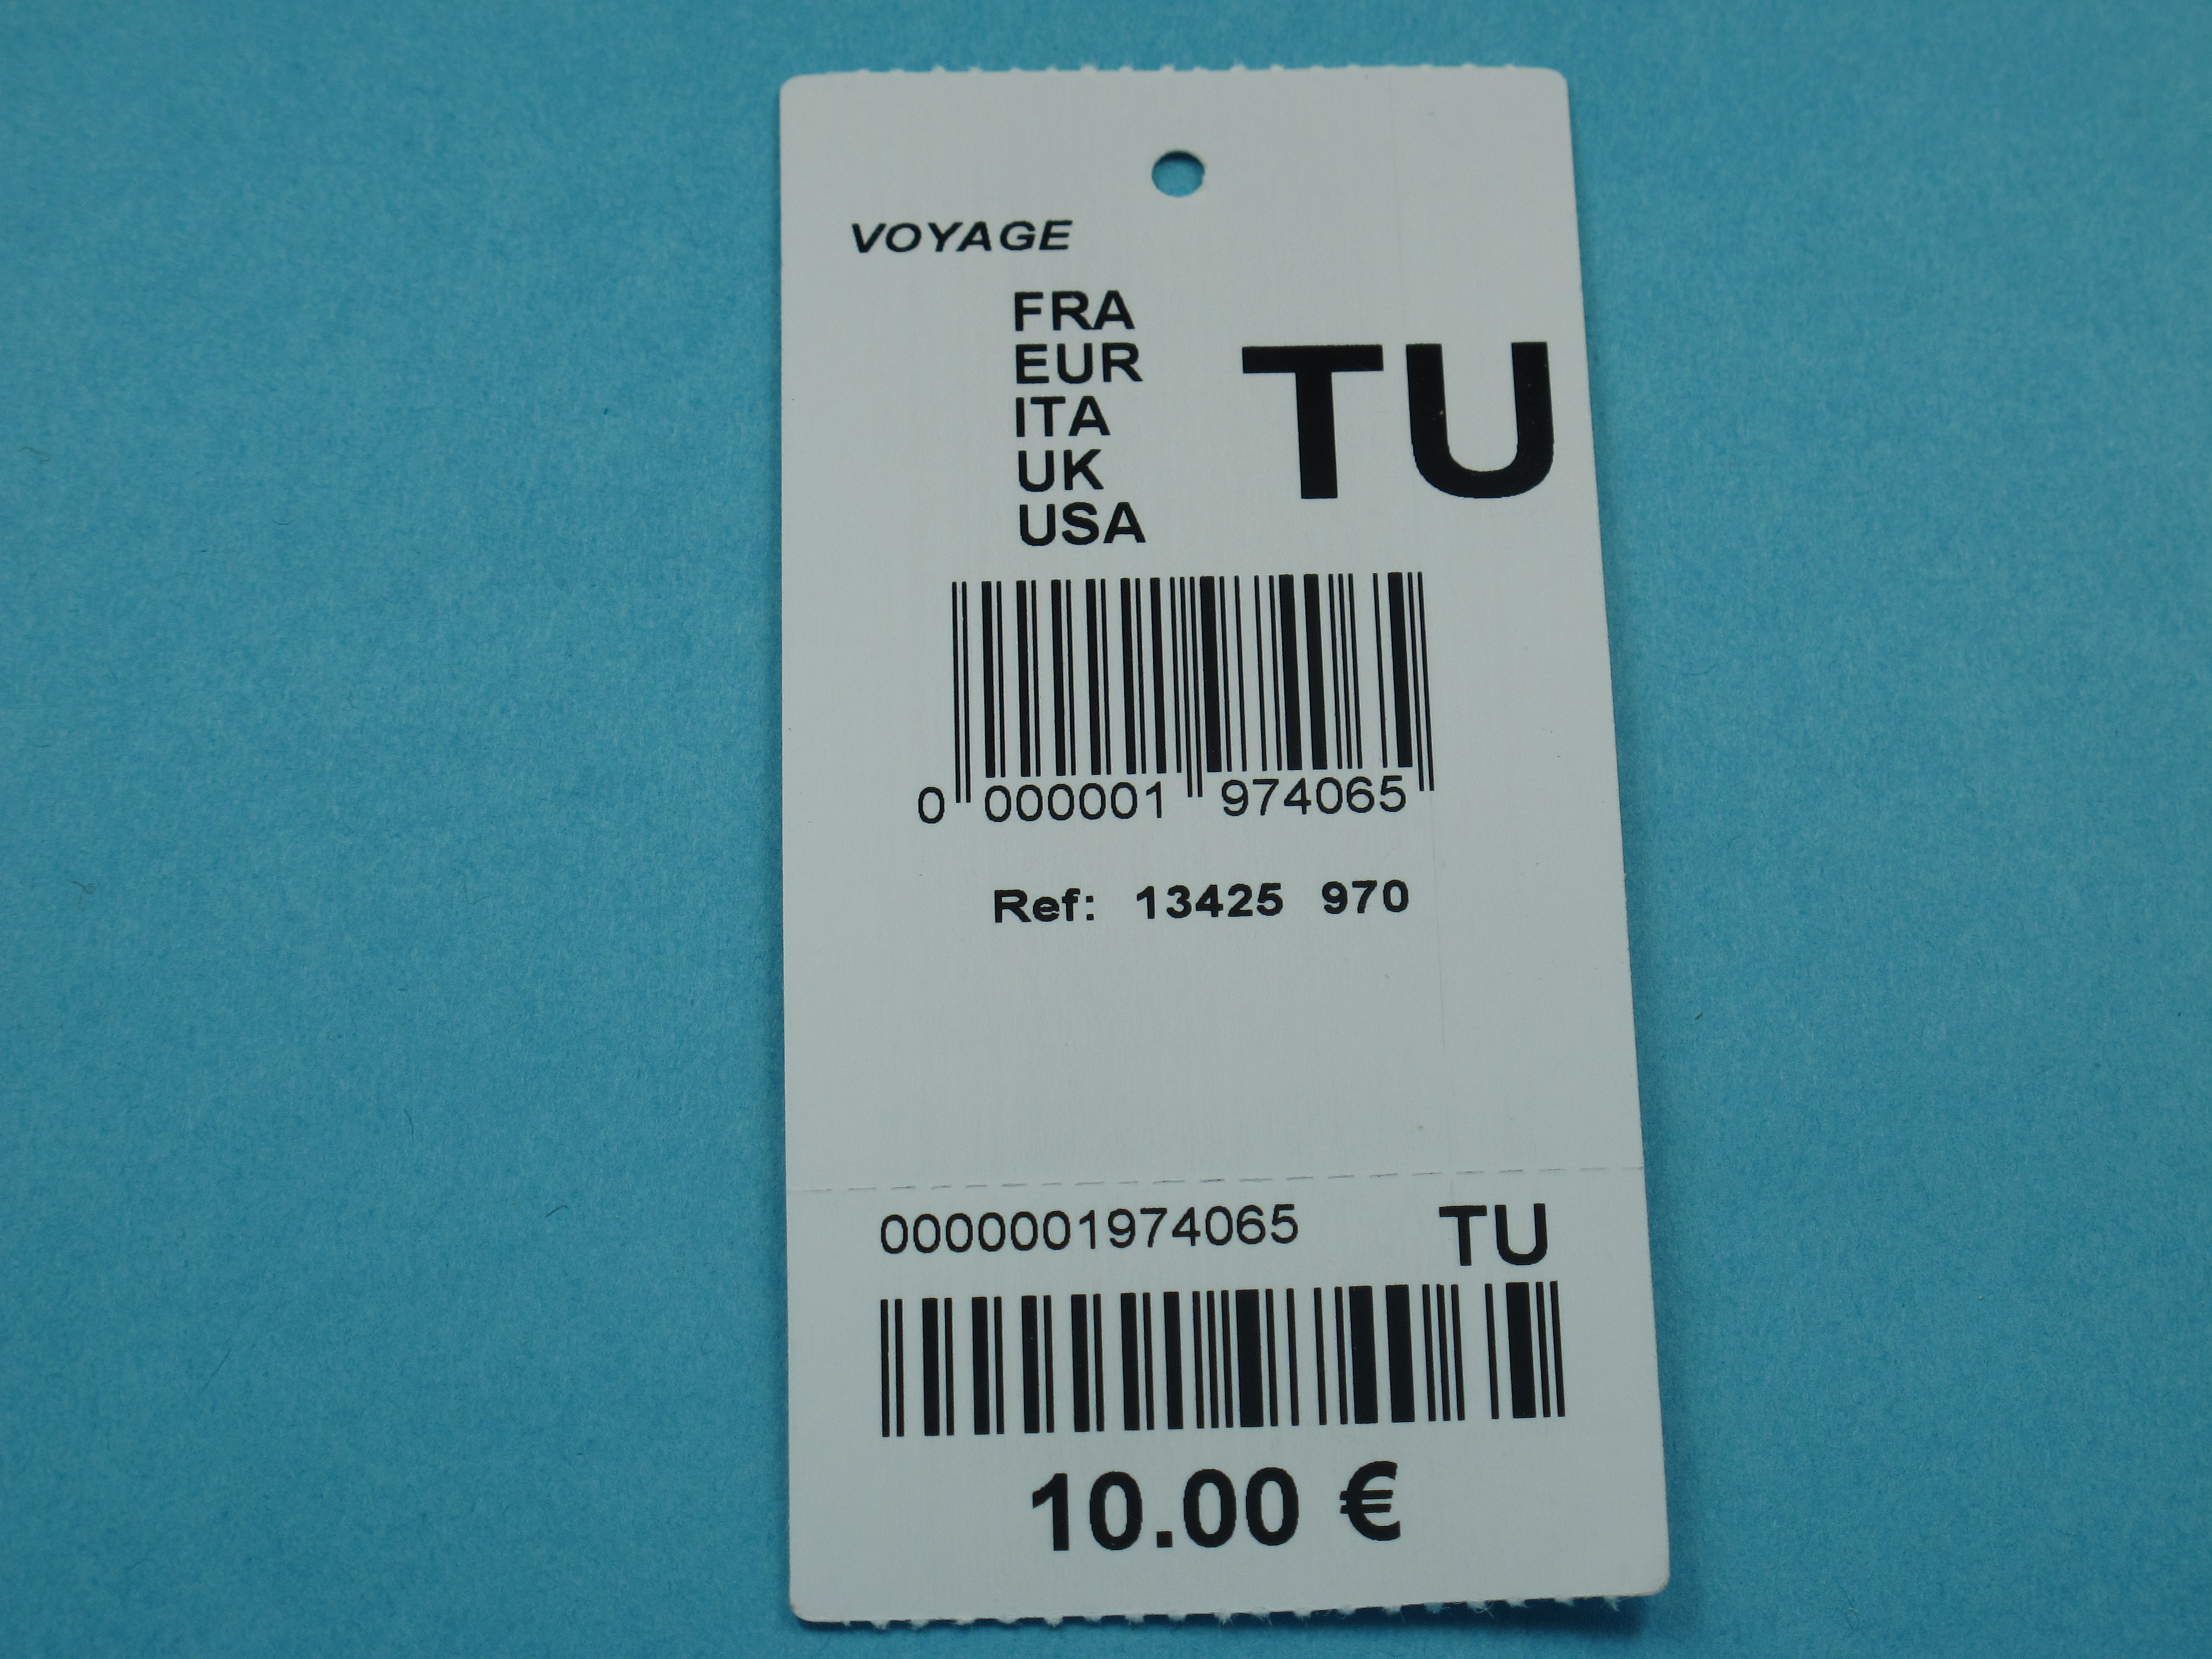 VOYAGE
FRA
EUR
ITA
UK
USA
TU
0 000001 974065
Ref: 13425 970
0000001974065 TU
10.00 €